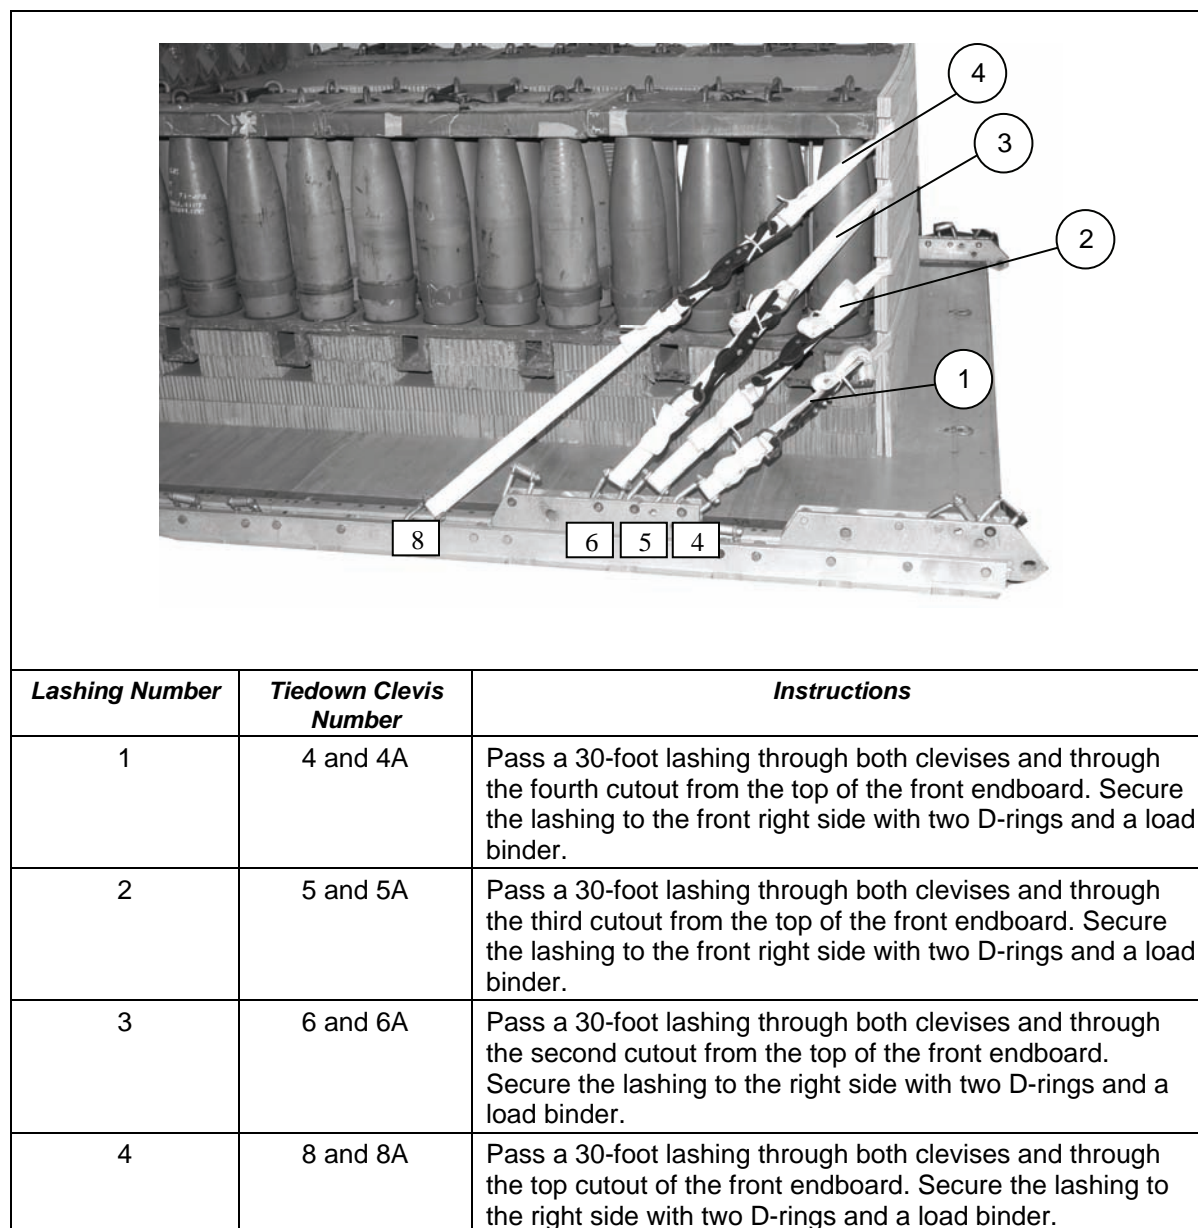 4
3
2
1
8
6
5
4
Lashing Number
Tiedown Clevis
Number
Instructions
1
4 and 4A
Pass a 30-foot lashing through both clevises and through
the fourth cutout from the top of the front endboard. Secure
the lashing to the front right side with two D-rings and a load
binder.
2
5 and 5A
Pass a 30-foot lashing through both clevises and through
the third cutout from the top of the front endboard. Secure
the lashing to the front right side with two D-rings and a load
binder.
3
6 and 6A
Pass a 30-foot lashing through both clevises and through
the second cutout from the top of the front endboard.
Secure the lashing to the right side with two D-rings and a
load binder.
4
8 and 8A
Pass a 30-foot lashing through both clevises and through
the top cutout of the front endboard. Secure the lashing to
the right side with two D-rings and a load binder.